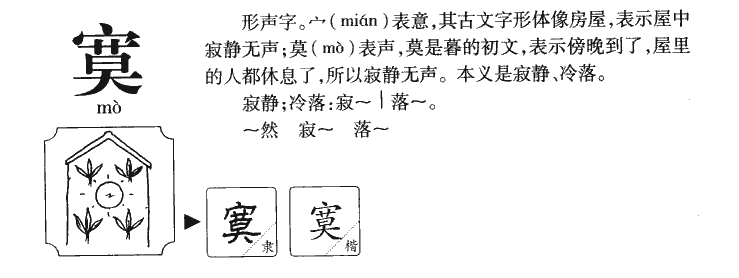 寞
mò
形声字。宀(mián)表意,其古文字形体像房屋,表示屋中
寂静无声;莫(mò)表声,莫是暮的初文,表示傍晚到了,屋里
的人都休息了,所以寂静无声。本义是寂静、冷落。
寂静;冷落:寂～|落～。
～然 寂～ 落～
寞 隶
寞 楷